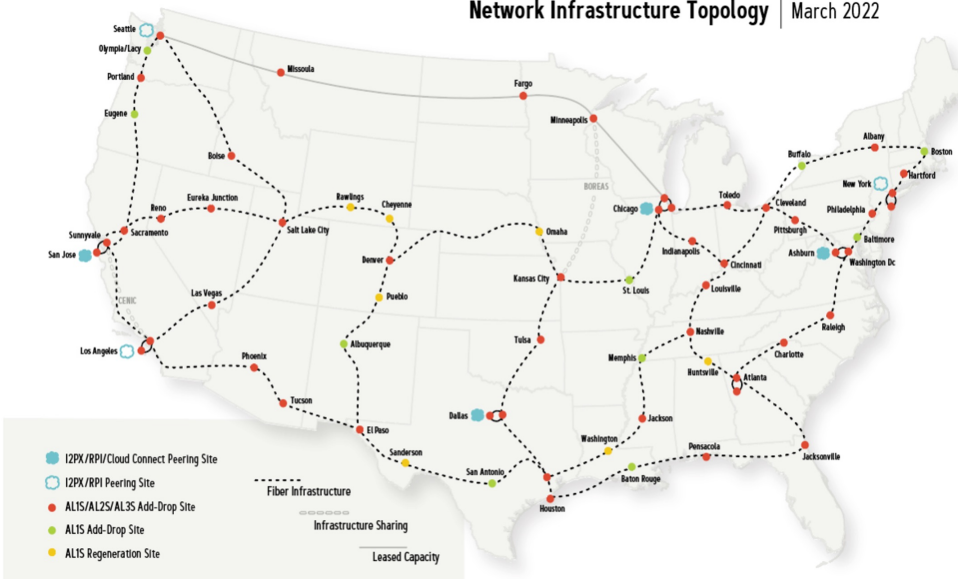 Network Infrastructure Topology | March 2022
Seattle
Olympia/Lacy
Portland
Eugene
Missoula
Fargo
Minneapolis
Boise
Albany
Boston
Buffalo
Hartford
New York
BOREAS
Chicago
Toledo
Cleveland
Philadelphia
Pittsburgh
Rawlings
Cheyenne
Eureka Junction
Reno
Sacramento
Salt Lake City
Omaha
Sunnyvale
San Jose
Denver
Kansas City
St. Louis
Indianapolis
Cincinnati
Ashburn
Baltimore
Washington Dc
Louisville
Las Vegas
CENIC
Pueblo
Los Angeles
Albuquerque
Tulsa
Nashville
Raleigh
Phoenix
Memphis
Huntsville
Charlotte
Atlanta
Tucson
Dallas
Jackson
El Paso
Sanderson
San Antonio
Washington
Pensacola
Jacksonville
Baton Rouge
Houston
I2PX/RPI/Cloud Connect Peering Site
I2PX/RPI Peering Site
AL1S/AL2S/AL3S Add-Drop Site
AL1S Add-Drop Site
AL1S Regeneration Site
Fiber Infrastructure
Infrastructure Sharing
Leased Capacity